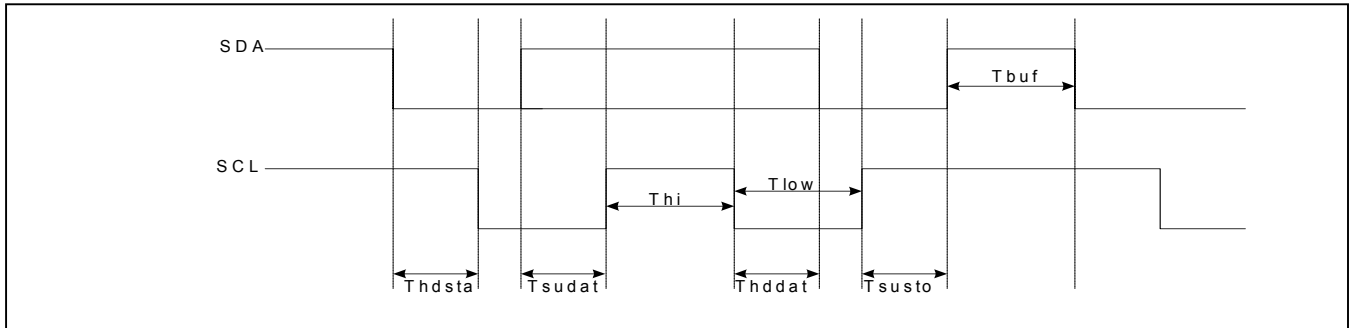 SDA
Tbuf
SCL
Tlow
Thi
Thdsta Tsudat Thddat Tsusto